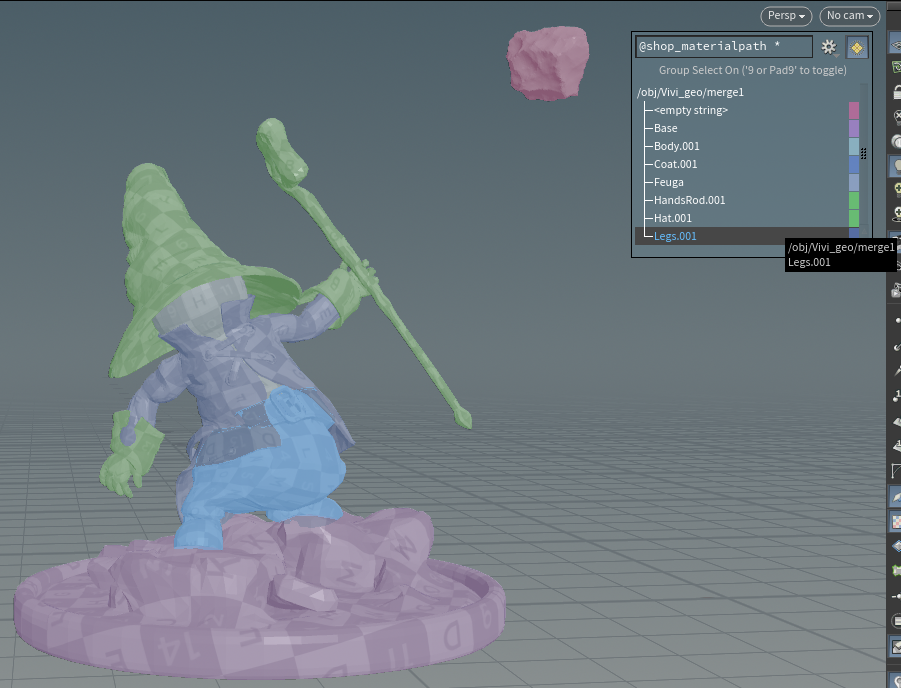 Persp
No cam
@shop_materialpath *
Group Select On ('9 or Pad9' to toggle)
/obj/Vivi_geo/merge1
<empty string>
Base
Body.001
Coat.001
Feuga
HandsRod.001
Hat.001
Legs.001
/obj/Vivi_geo/merge1
Legs.001